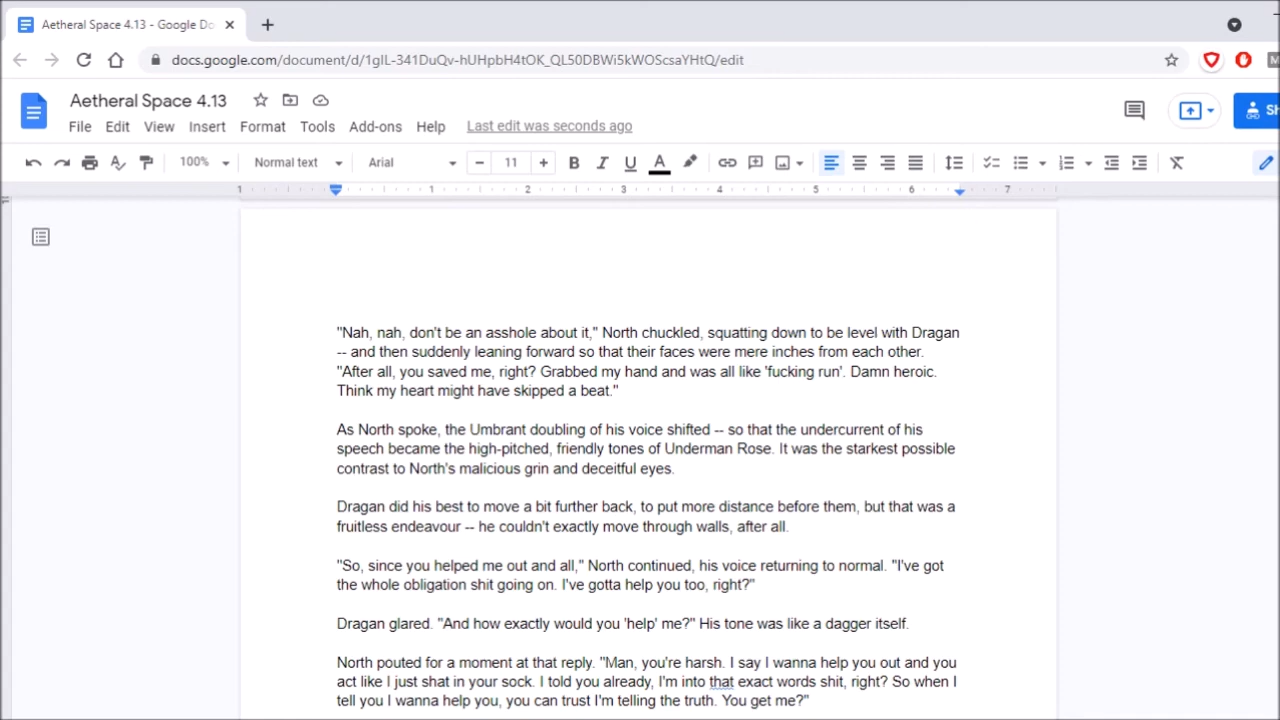 Aetheral Space 4.13 - Google Do
docs.google.com/document/d/1gIL-341DuQv-hUHpbH4tOK_QL50DBWi5kWOScsaYHtQ/edit
Aetheral Space 4.13
File Edit View Insert Format Tools Add-ons Help Last edit was seconds ago
Sh
100% Normal text Arial 11
1 1 2 3 4 5 6 7
"Nah, nah, don't be an asshole about it," North chuckled, squatting down to be level with Dragan
-- and then suddenly leaning forward so that their faces were mere inches from each other.
"After all, you saved me, right? Grabbed my hand and was all like 'fucking run'. Damn heroic.
Think my heart might have skipped a beat."
As North spoke, the Umbrant doubling of his voice shifted -- so that the undercurrent of his
speech became the high-pitched, friendly tones of Underman Rose. It was the starkest possible
contrast to North's malicious grin and deceitful eyes.
Dragan did his best to move a bit further back, to put more distance before them, but that was a
fruitless endeavour -- he couldn't exactly move through walls, after all.
"So, since you helped me out and all," North continued, his voice returning to normal. "I've got
the whole obligation shit going on. I've gotta help you too, right?"
Dragan glared. "And how exactly would you 'help' me?" His tone was like a dagger itself.
North pouted for a moment at that reply. "Man, you're harsh. I say I wanna help you out and you
act like I just shat in your sock. I told you already, I'm into that exact words shit, right? So when I
tell you I wanna help you, you can trust I'm telling the truth. You get me?"